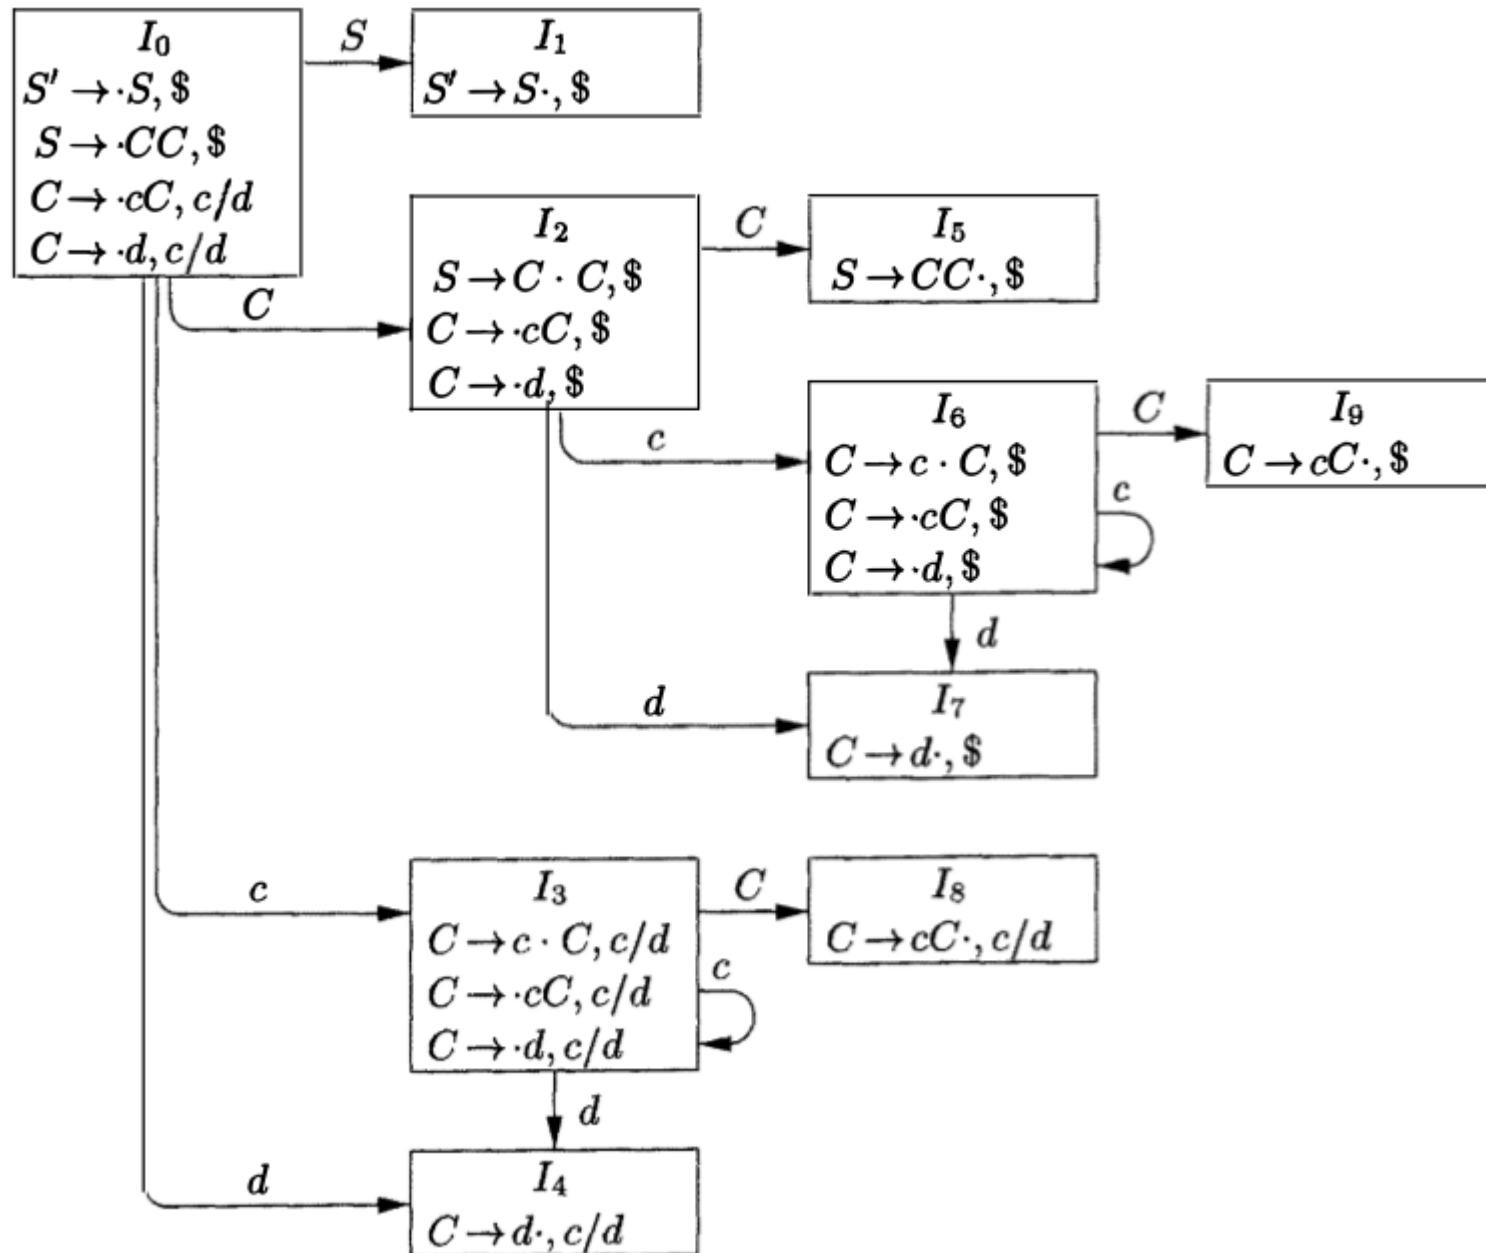 I₀
S′ → ·S, $
S → ·CC, $
C → ·cC, c/d
C → ·d, c/d
S
I₁
S′ → S·, $
C
I₂
S → C · C, $
C → ·cC, $
C → ·d, $
C
I₅
S → CC·, $
c
I₆
C → c · C, $
C → ·cC, $
C → ·d, $
C
I₉
C → cC·, $
c
d
d
I₇
C → d·, $
c
I₃
C → c · C, c/d
C → ·cC, c/d
C → ·d, c/d
C
I₈
C → cC·, c/d
c
d
d
I₄
C → d·, c/d